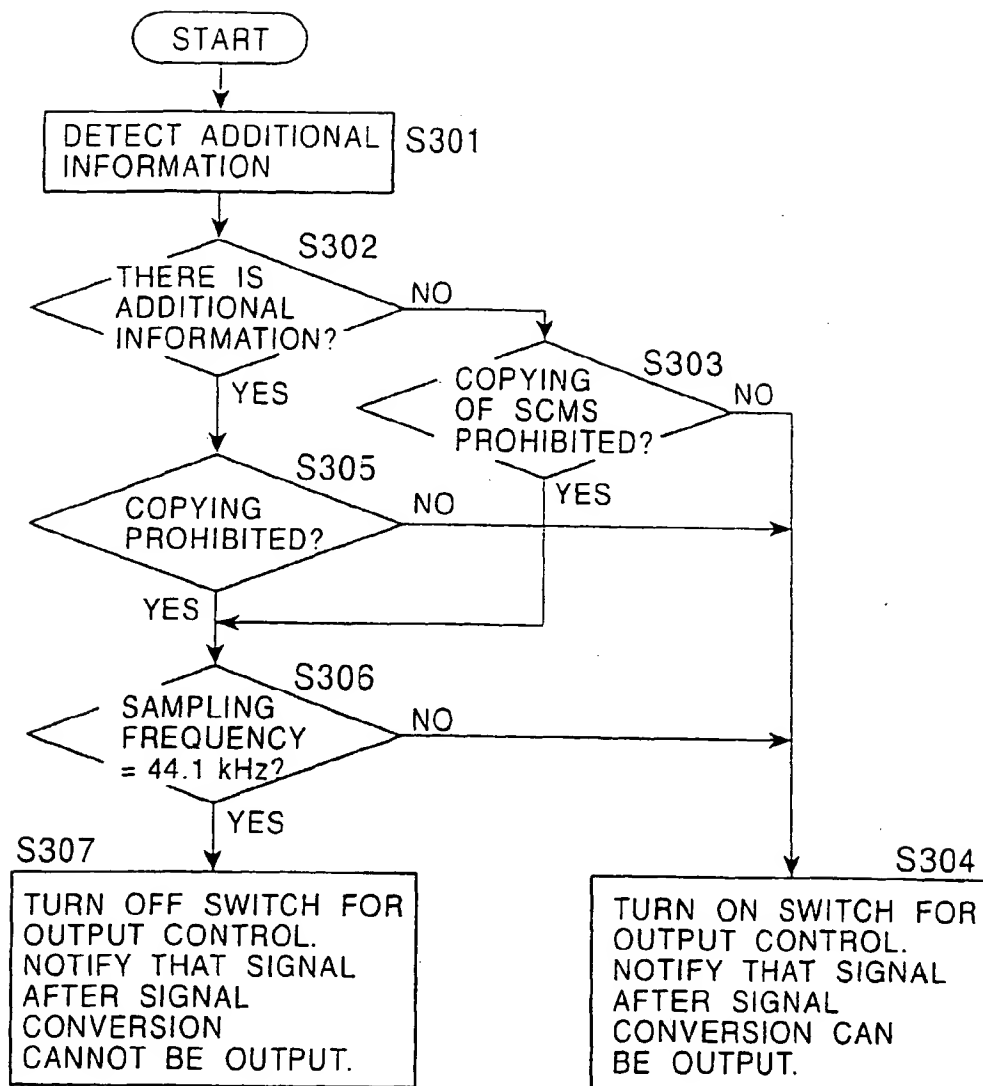 START
DETECT ADDITIONAL
INFORMATION
S301
S302
THERE IS
ADDITIONAL
INFORMATION?
NO
YES
S303
COPYING
OF SCMS
PROHIBITED?
NO
YES
S305
COPYING
PROHIBITED?
NO
YES
S306
SAMPLING
FREQUENCY
= 44.1 kHz?
NO
YES
S307
TURN OFF SWITCH FOR
OUTPUT CONTROL.
NOTIFY THAT SIGNAL
AFTER SIGNAL
CONVERSION
CANNOT BE OUTPUT.
S304
TURN ON SWITCH FOR
OUTPUT CONTROL.
NOTIFY THAT SIGNAL
AFTER SIGNAL
CONVERSION CAN
BE OUTPUT.